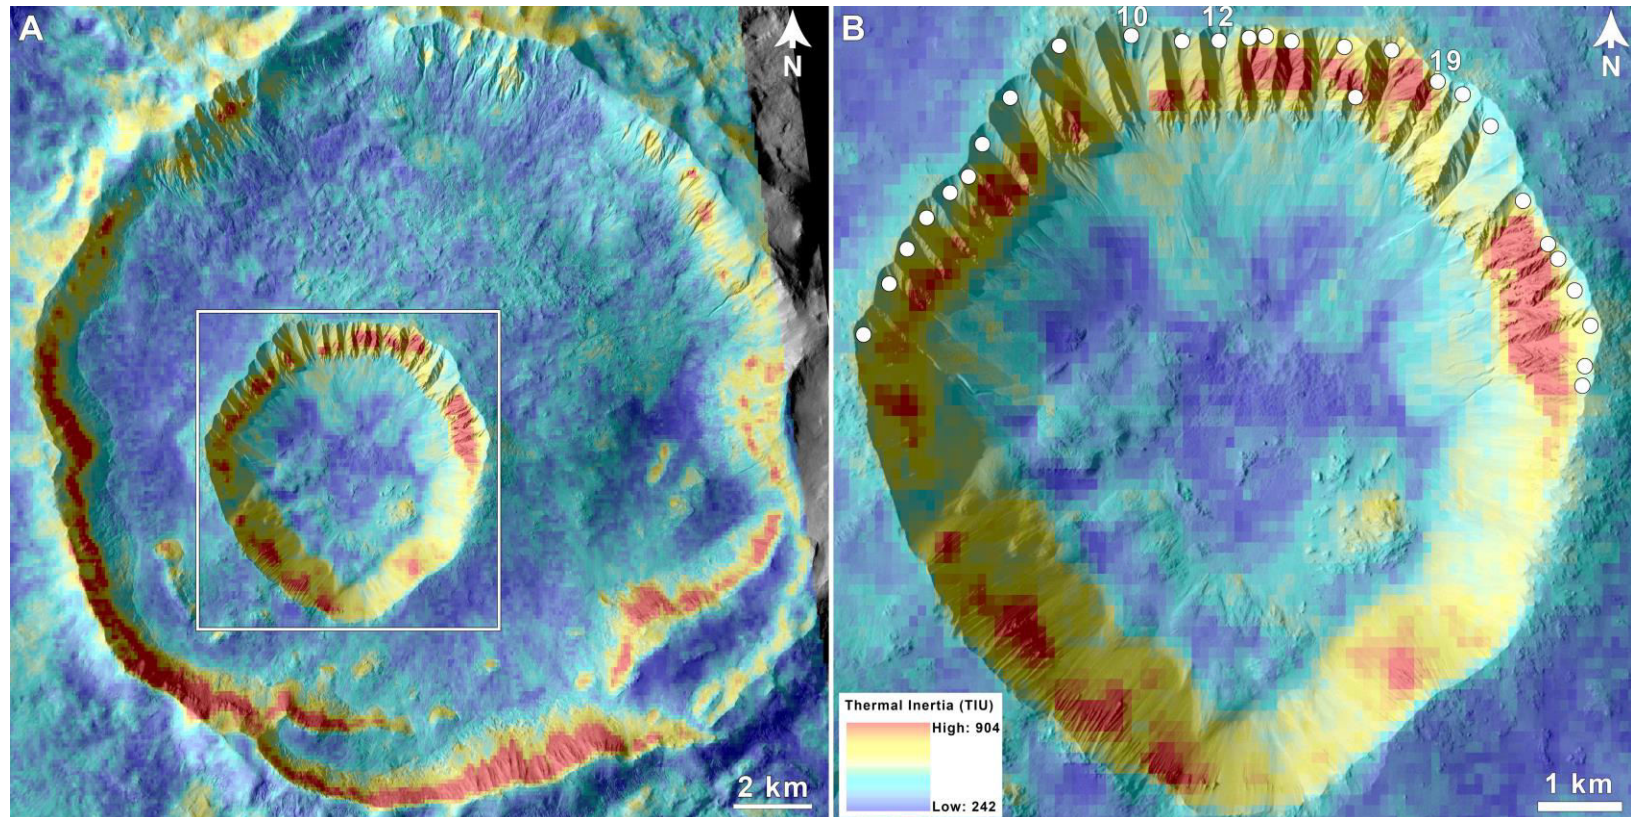 A
N
B
10
12
19
N
2 km
Thermal Inertia (TIU)
High: 904
Low: 242
1 km